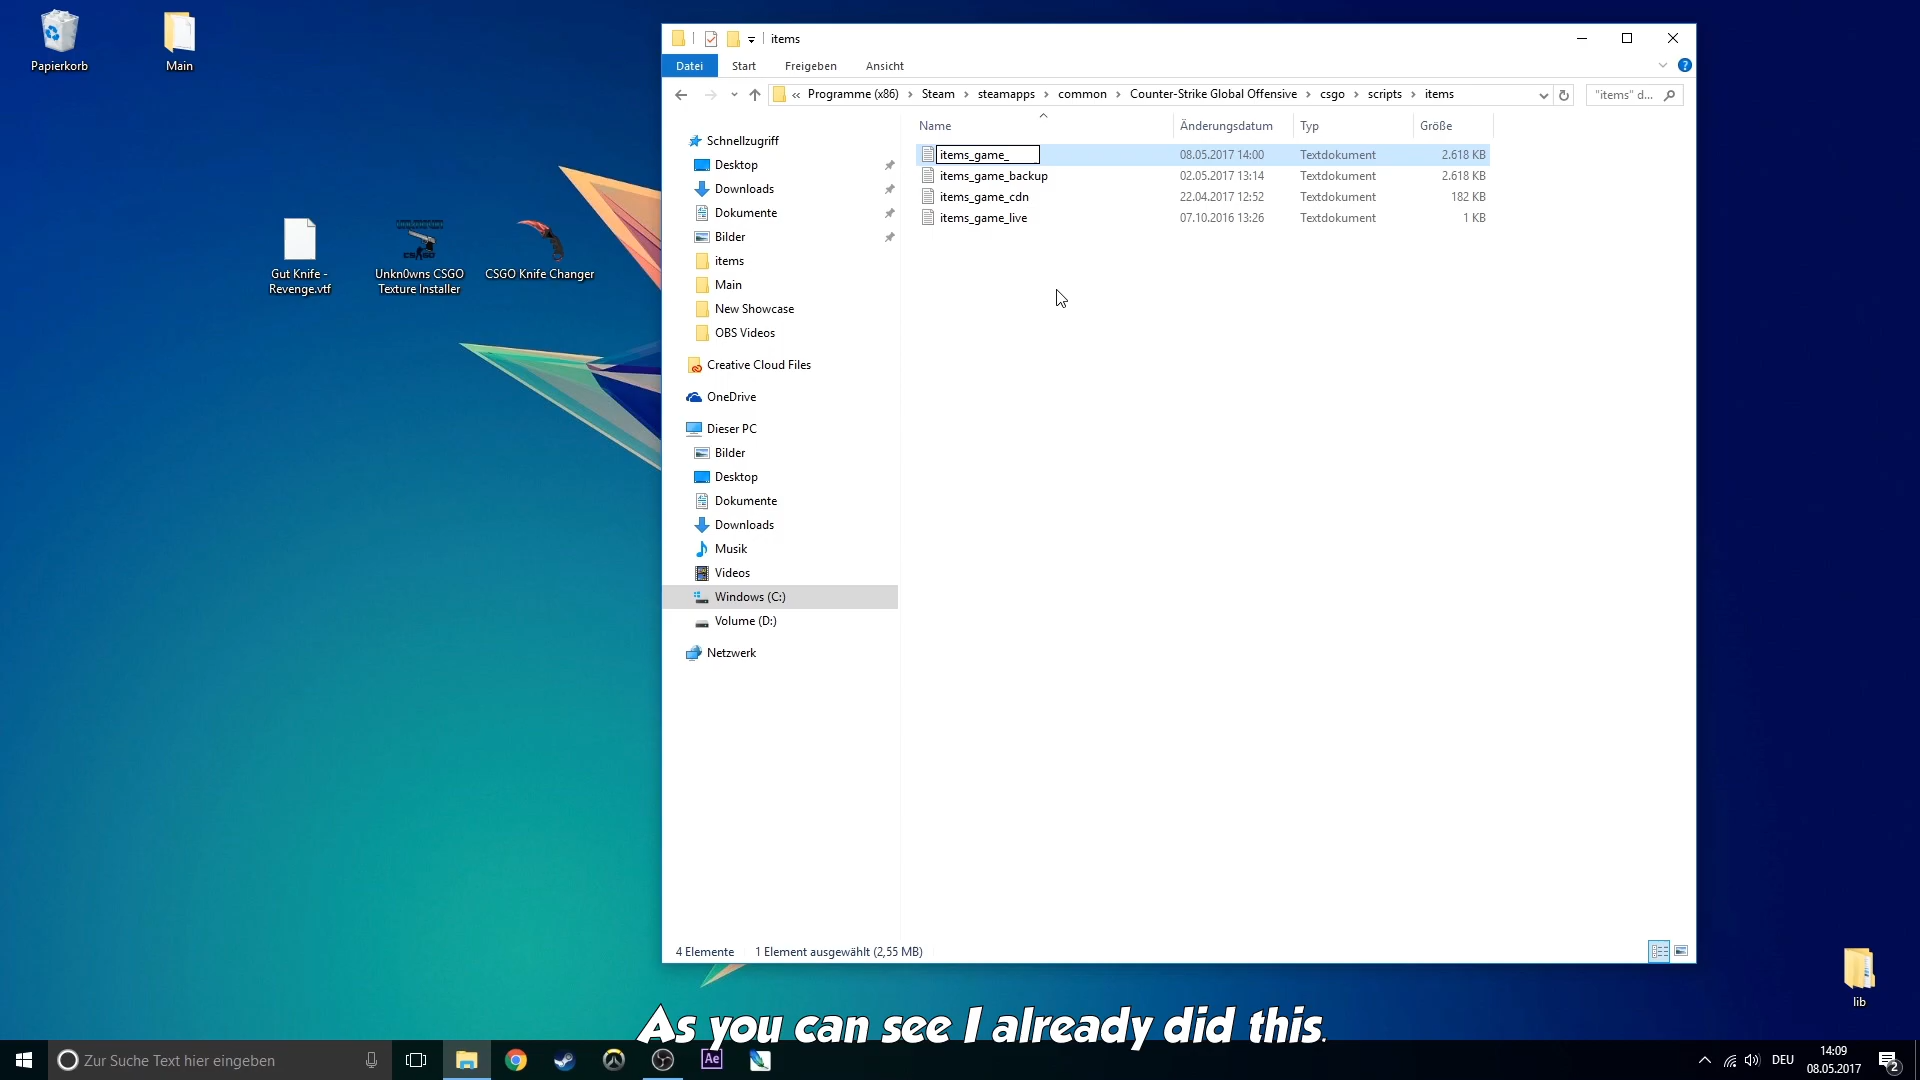 Papierkorb
Main
Gut Knife -
Revenge.vtf
Unkn0wns CSGO
Texture Installer
CSGO Knife Changer
items
Datei Start Freigeben Ansicht
« Programme (x86) Steam steamapps common Counter-Strike Global Offensive csgo scripts items
"items" d...
Schnellzugriff
Desktop
Downloads
Dokumente
Bilder
items
Main
New Showcase
OBS Videos
Creative Cloud Files
OneDrive
Dieser PC
Bilder
Desktop
Dokumente
Downloads
Musik
Videos
Windows (C:)
Volume (D:)
Netzwerk
Name Änderungsdatum Typ Größe
items_game_ 08.05.2017 14:00 Textdokument 2.618 KB
items_game_backup 02.05.2017 13:14 Textdokument 2.618 KB
items_game_cdn 22.04.2017 12:52 Textdokument 182 KB
items_game_live 07.10.2016 13:26 Textdokument 1 KB
4 Elemente 1 Element ausgewählt (2,55 MB)
lib
As you can see I already did this.
Zur Suche Text hier eingeben
Ae
DEU
14:09
08.05.2017
2